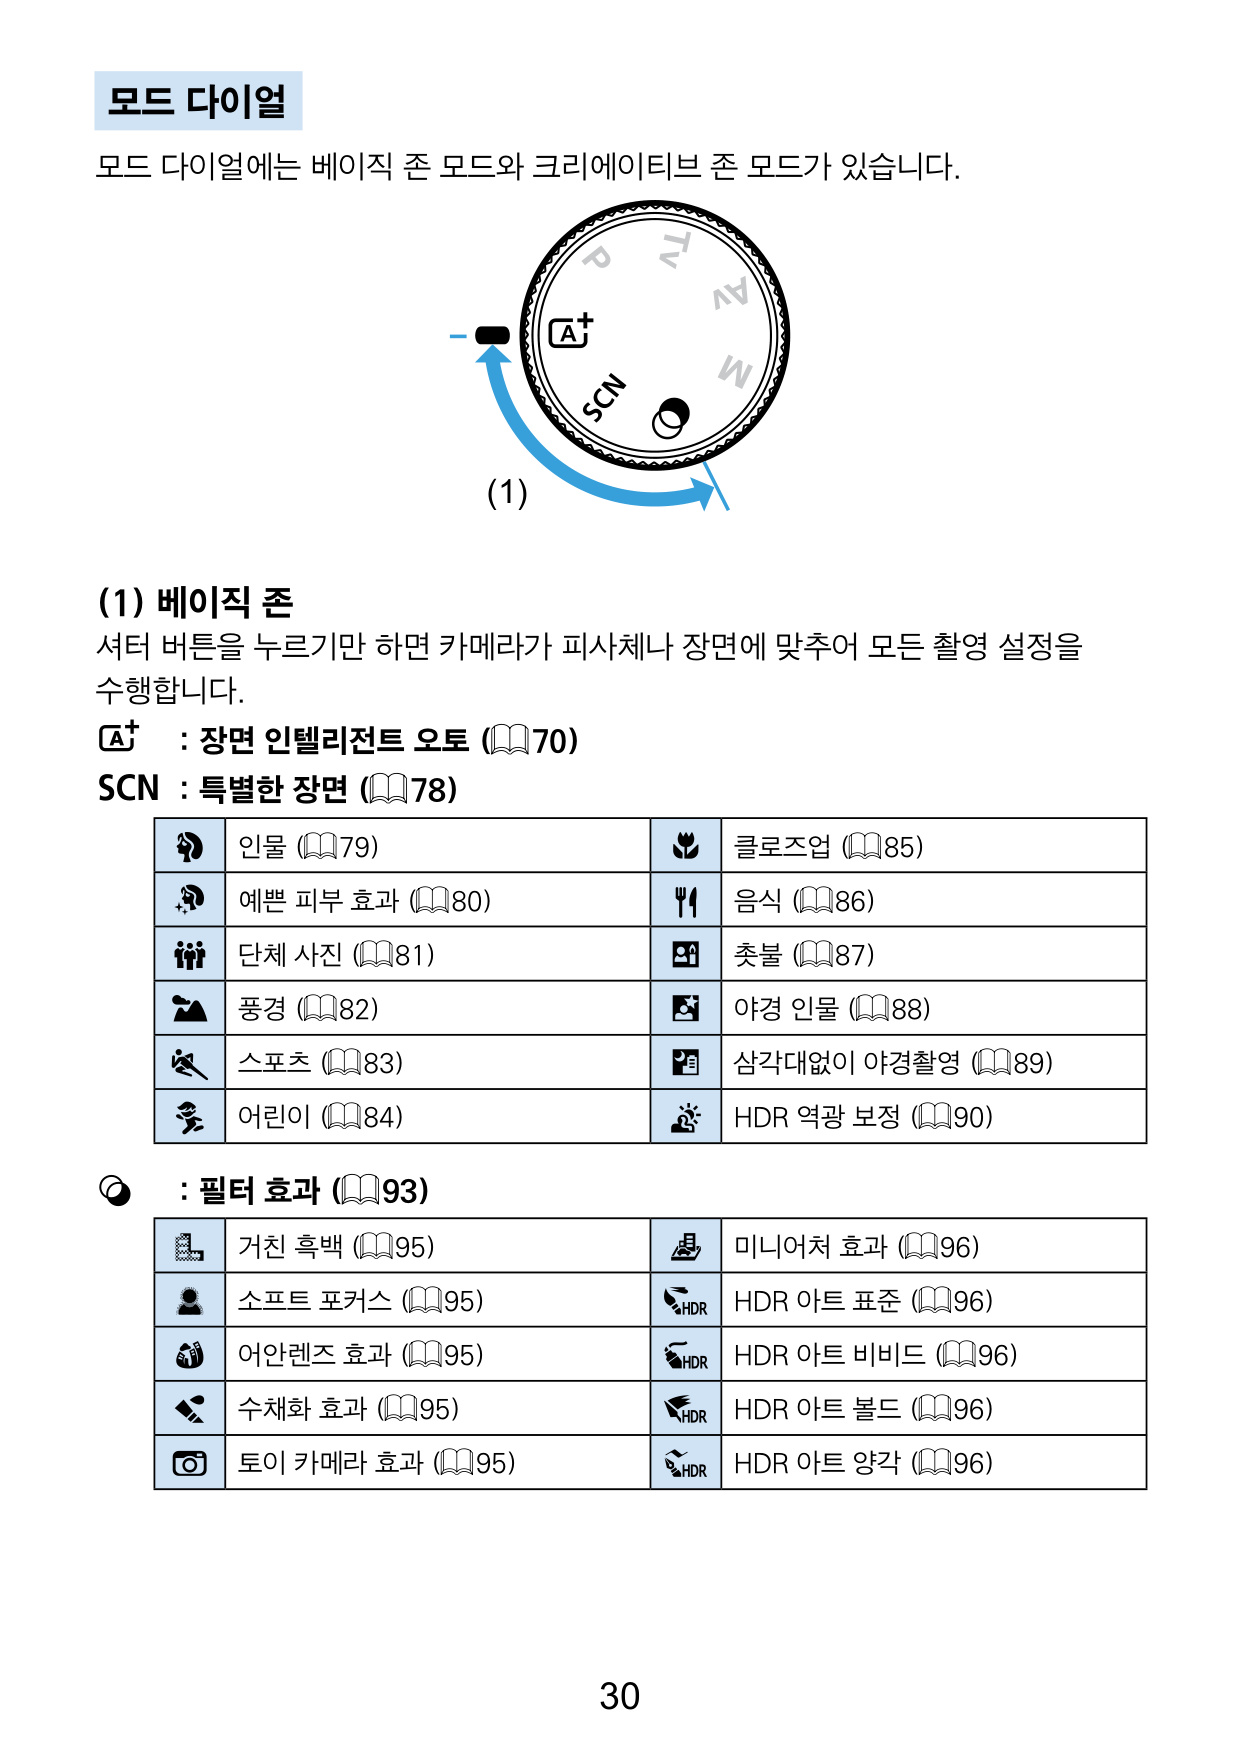 모드 다이얼
모드 다이얼에는 베이직 존 모드와 크리에이티브 존 모드가 있습니다.
P
Tv
Av
A+
M
SCN
(1)
(1) 베이직 존
셔터 버튼을 누르기만 하면 카메라가 피사체나 장면에 맞추어 모든 촬영 설정을
수행합니다.
A+ : 장면 인텔리전트 오토 (70)
SCN : 특별한 장면 (78)
인물 (79) 클로즈업 (85)
예쁜 피부 효과 (80) 음식 (86)
단체 사진 (81) 촛불 (87)
풍경 (82) 야경 인물 (88)
스포츠 (83) 삼각대없이 야경촬영 (89)
어린이 (84) HDR 역광 보정 (90)
: 필터 효과 (93)
거친 흑백 (95) 미니어처 효과 (96)
소프트 포커스 (95) HDR HDR 아트 표준 (96)
어안렌즈 효과 (95) HDR HDR 아트 비비드 (96)
수채화 효과 (95) HDR HDR 아트 볼드 (96)
토이 카메라 효과 (95) HDR HDR 아트 양각 (96)
30